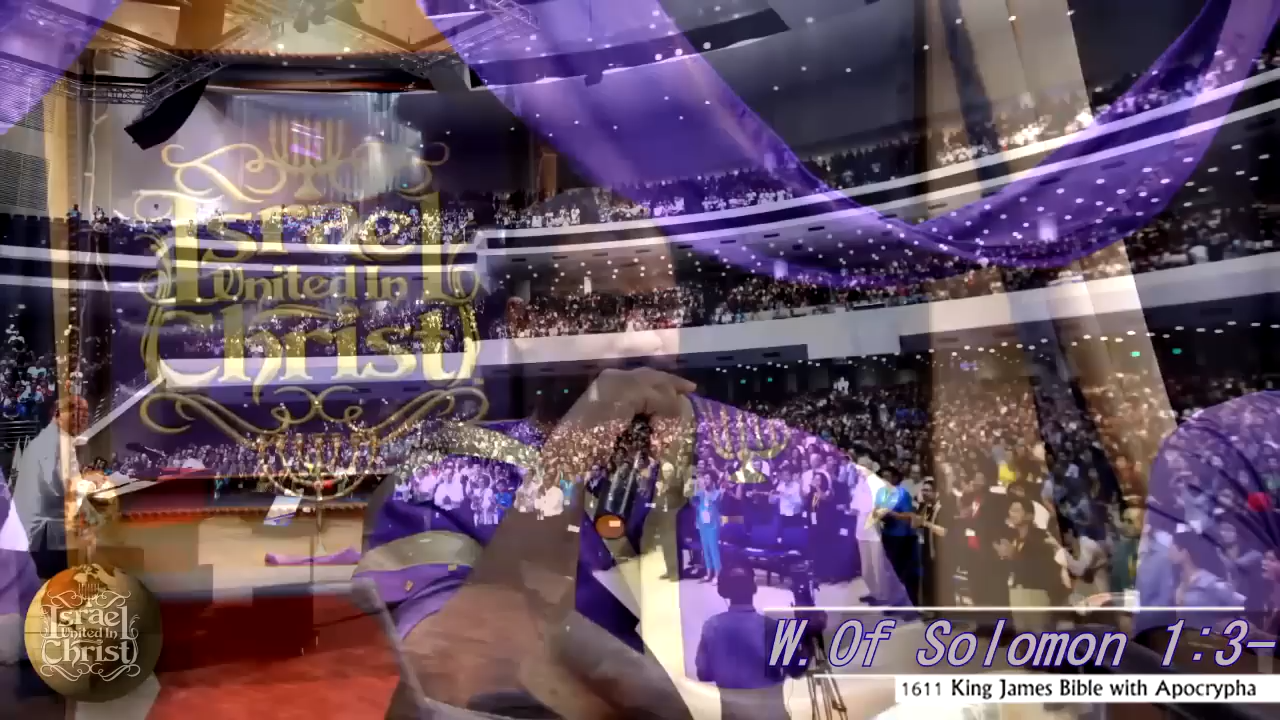 Israel
United In
Christ
Israel
United In
Christ
W.Of Solomon 1:3-
1611 King James Bible with Apocrypha